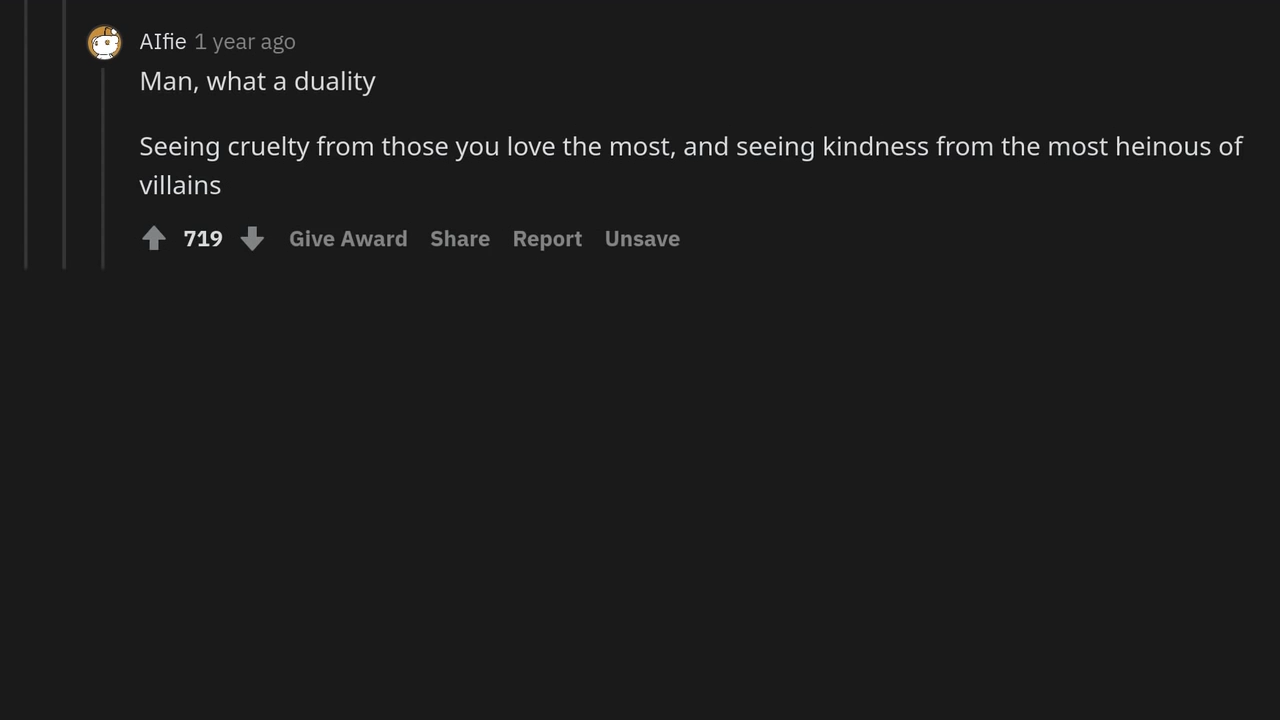 AIfie 1 year ago
Man, what a duality
Seeing cruelty from those you love the most, and seeing kindness from the most heinous of
villains
719 Give Award Share Report Unsave